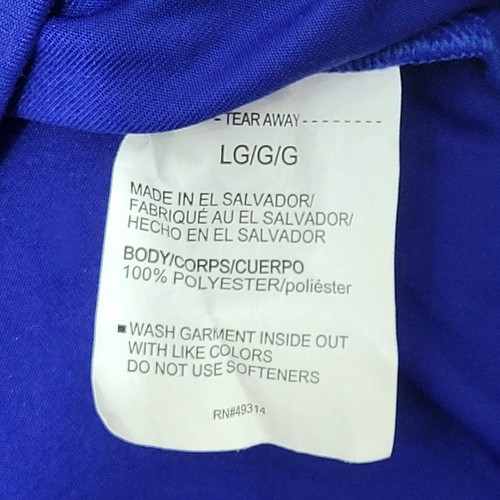 - TEAR AWAY - - - - - - - - -
LG/G/G
MADE IN EL SALVADOR/
FABRIQUÉ AU EL SALVADOR/
HECHO EN EL SALVADOR
BODY/CORPS/CUERPO
100% POLYESTER/poliéster
■ WASH GARMENT INSIDE OUT
WITH LIKE COLORS
DO NOT USE SOFTENERS
RN#49314